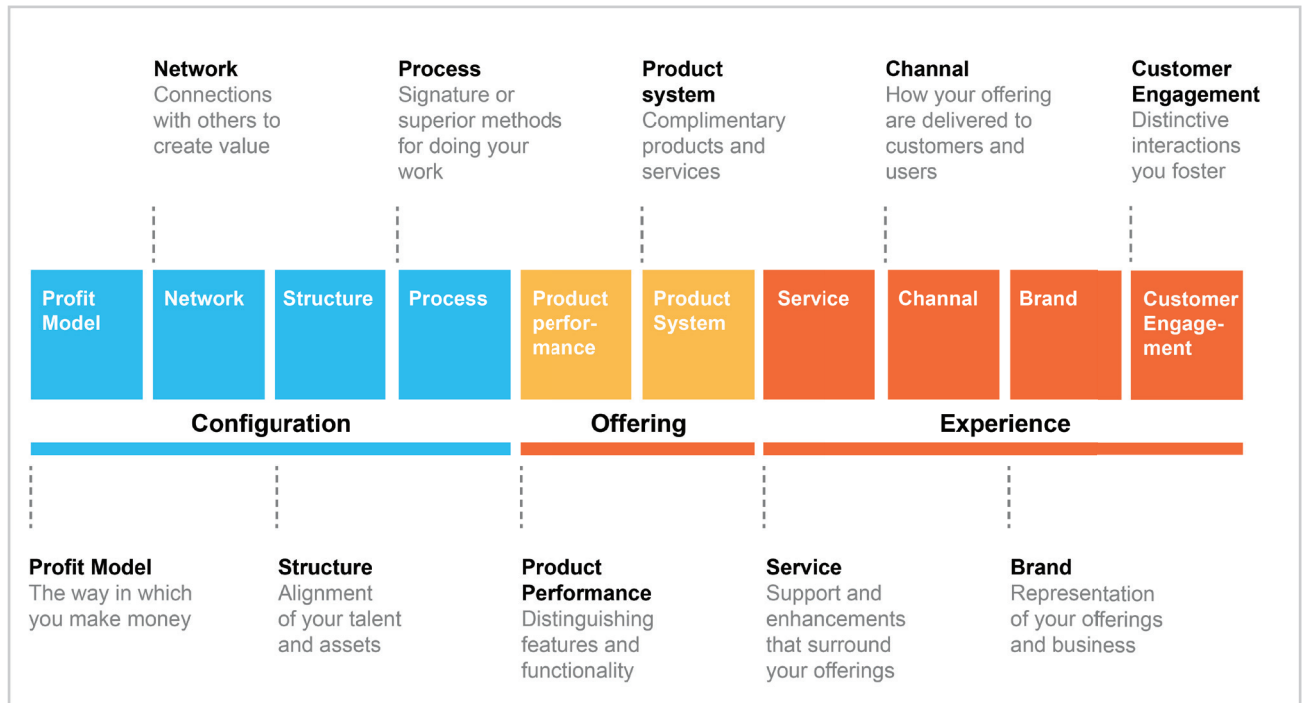 Network
Connections
with others to
create value
Process
Signature or
superior methods
for doing your
work
Product
system
Complimentary
products and
services
Channal
How your offering
are delivered to
customers and
users
Customer
Engagement
Distinctive
interactions
you foster
Profit
Model
Network
Structure
Process
Product
perfor-
mance
Product
System
Service
Channal
Brand
Customer
Engage-
ment
Configuration
Offering
Experience
Profit Model
The way in which
you make money
Structure
Alignment
of your talent
and assets
Product
Performance
Distinguishing
features and
functionality
Service
Support and
enhancements
that surround
your offerings
Brand
Representation
of your offerings
and business